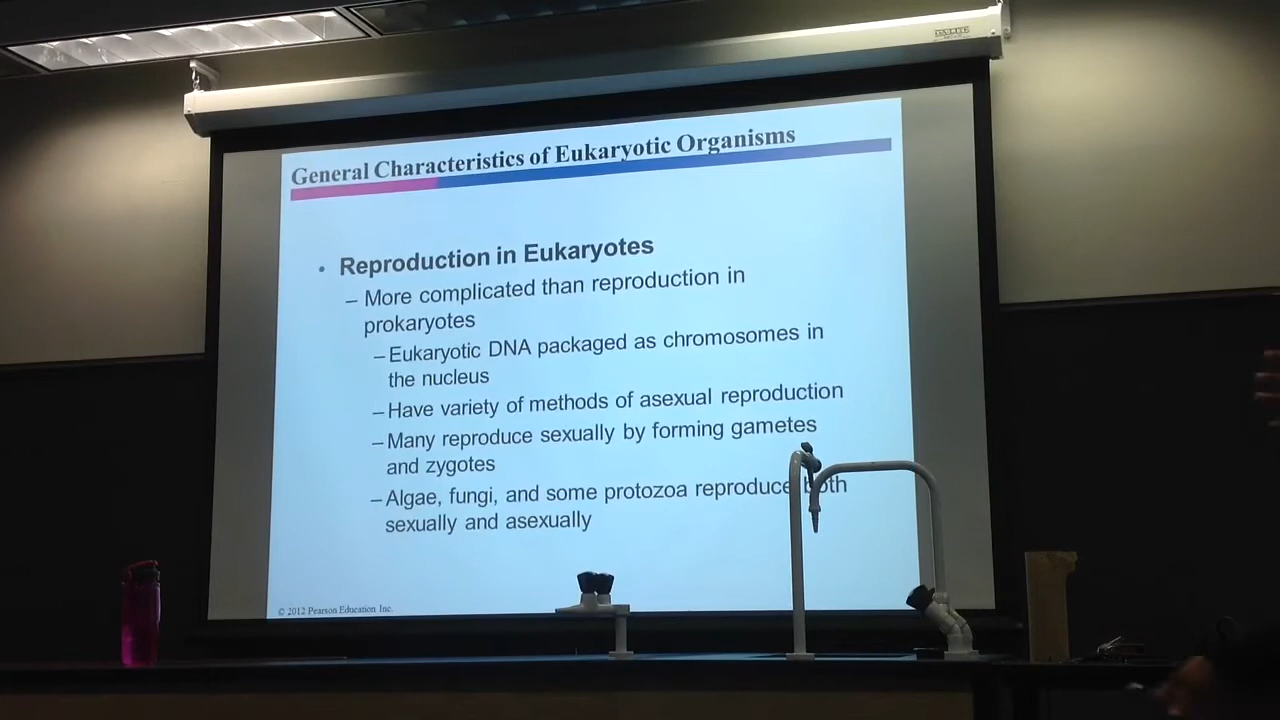 General Characteristics of Eukaryotic Organisms
• Reproduction in Eukaryotes
– More complicated than reproduction in
prokaryotes
–Eukaryotic DNA packaged as chromosomes in
the nucleus
–Have variety of methods of asexual reproduction
–Many reproduce sexually by forming gametes
and zygotes
–Algae, fungi, and some protozoa reproduce both
sexually and asexually
© 2012 Pearson Education Inc.